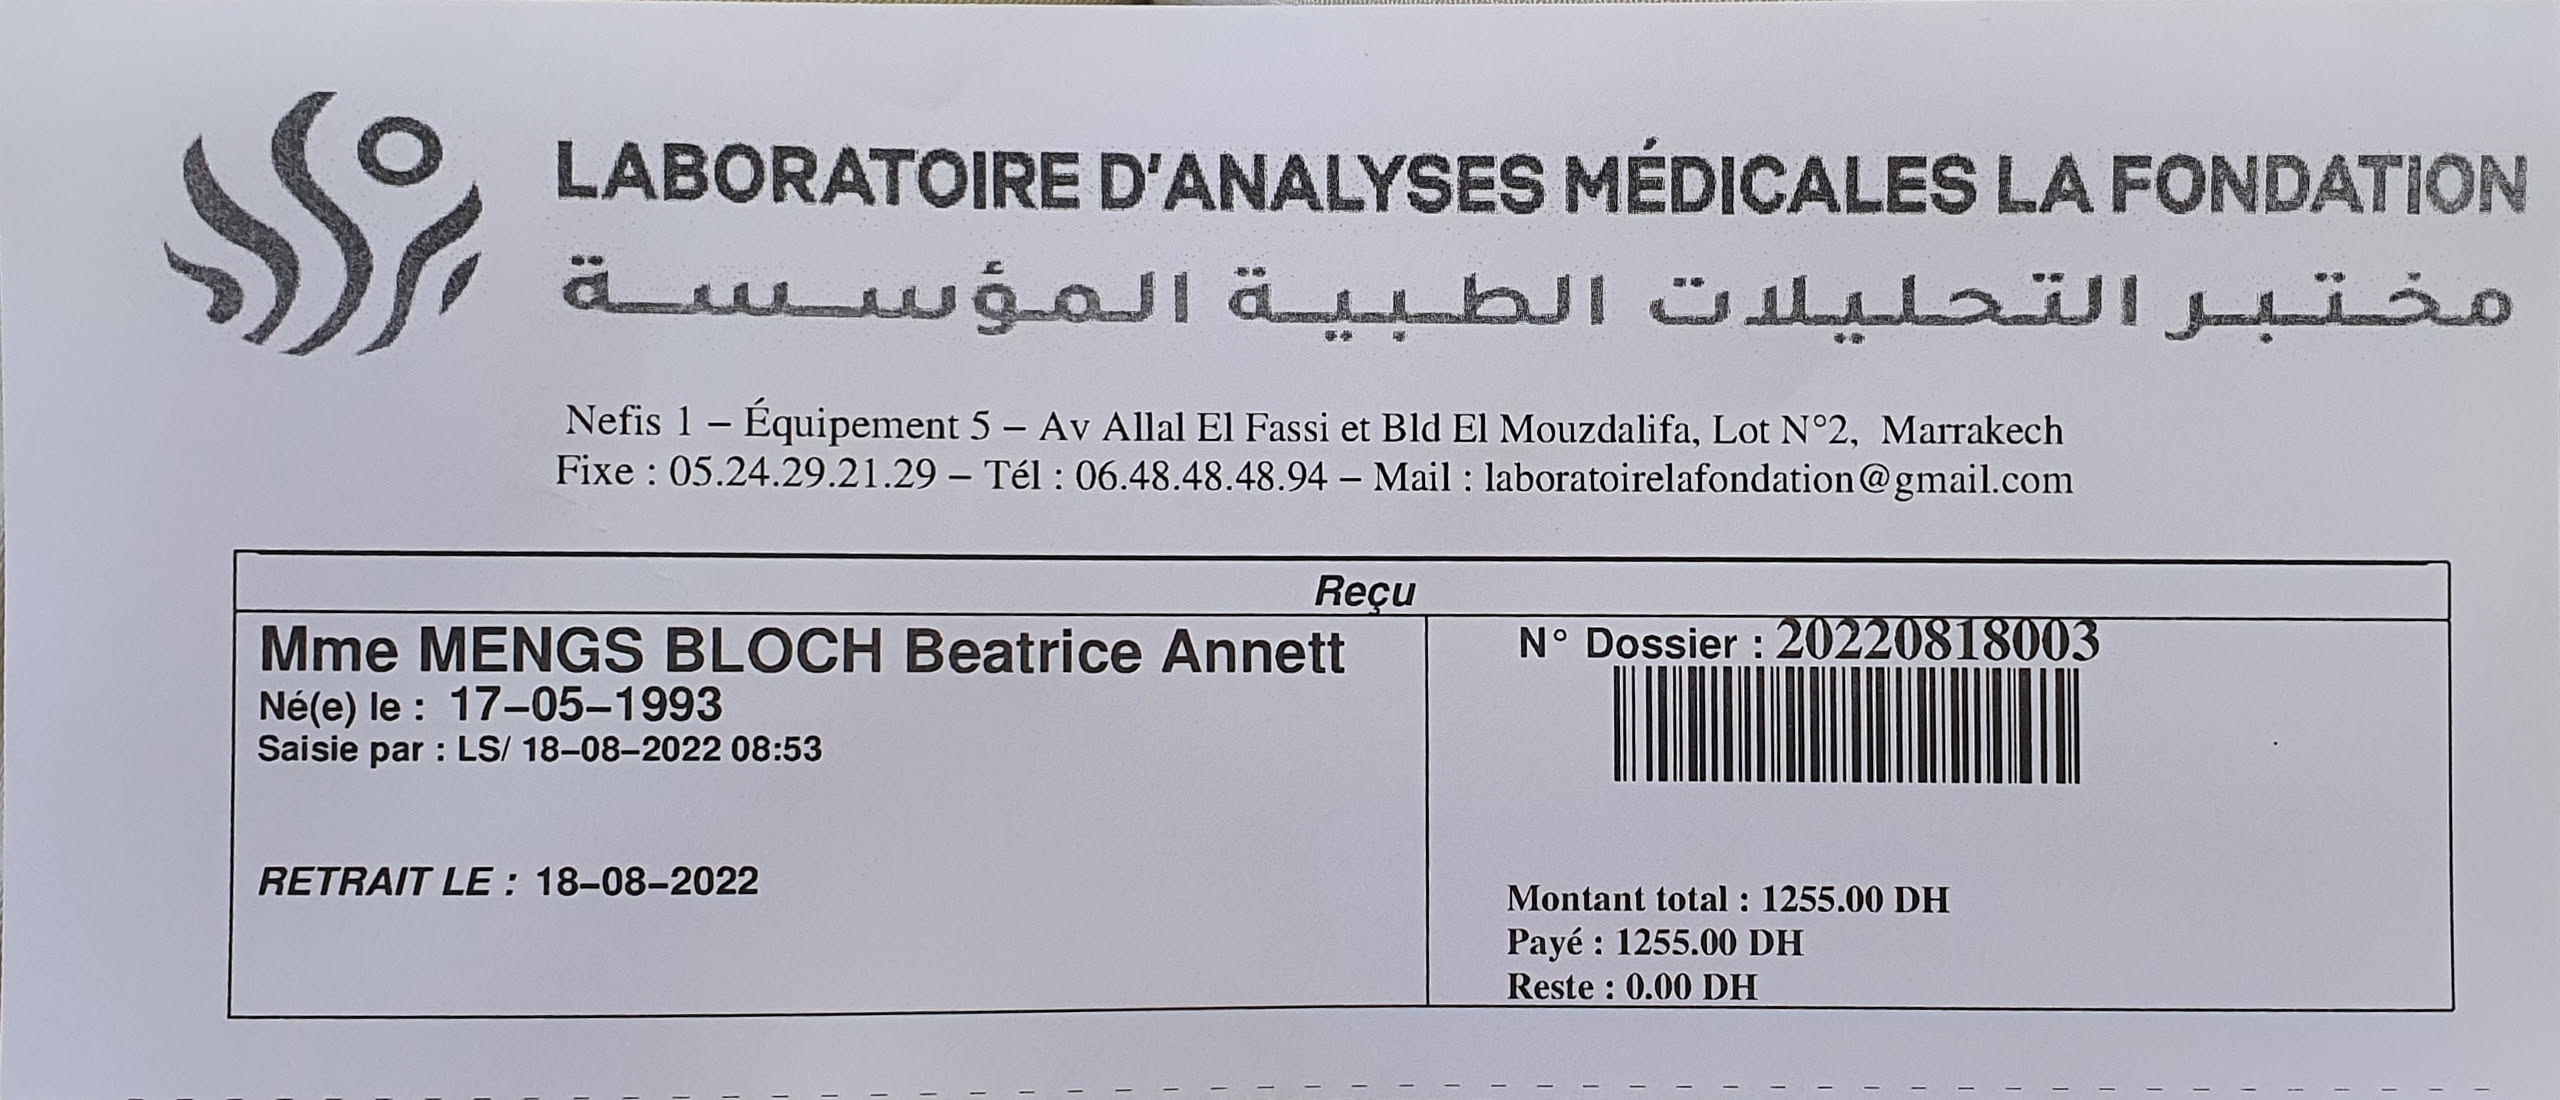 LABORATOIRE D'ANALYSES MÉDICALES LA FONDATION
مختبر التحليلات الطبية المؤسسة
Nefis 1 – Équipement 5 – Av Allal El Fassi et Bld El Mouzdalifa, Lot N°2, Marrakech
Fixe : 05.24.29.21.29 – Tél : 06.48.48.48.94 – Mail : laboratoirelafondation@gmail.com
Reçu
Mme MENGS BLOCH Beatrice Annett
Né(e) le : 17–05–1993
Saisie par : LS/ 18–08–2022 08:53
RETRAIT LE : 18–08–2022
N° Dossier : 20220818003
Montant total : 1255.00 DH
Payé : 1255.00 DH
Reste : 0.00 DH